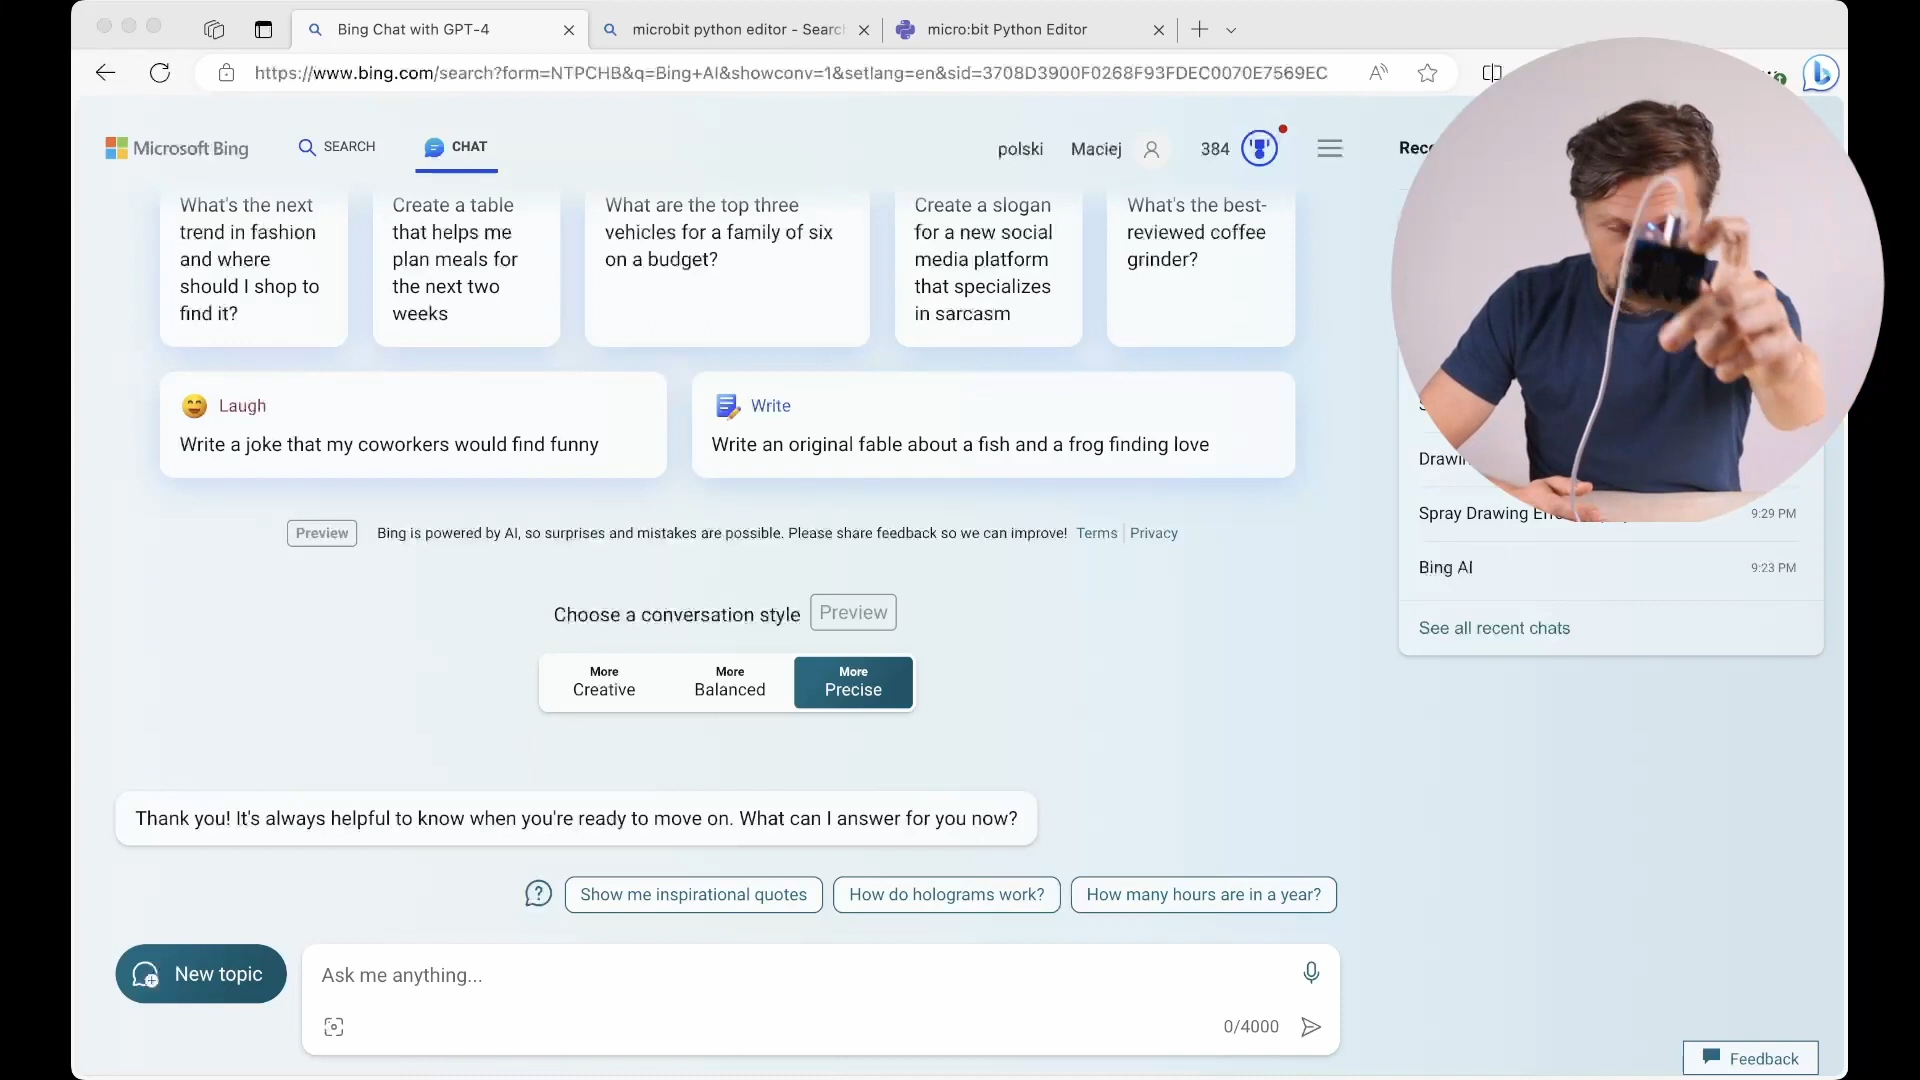 Bing Chat with GPT-4
microbit python editor - Searc
micro:bit Python Editor
https://www.bing.com/search?form=NTPCHB&q=Bing+AI&showconv=1&setlang=en&sid=3708D3900F0268F93FDEC0070E7569EC
Microsoft Bing
SEARCH
CHAT
polski
Maciej
384
Rec
What's the next
trend in fashion
and where
should I shop to
find it?
Create a table
that helps me
plan meals for
the next two
weeks
What are the top three
vehicles for a family of six
on a budget?
Create a slogan
for a new social
media platform
that specializes
in sarcasm
What's the best-
reviewed coffee
grinder?
Laugh
Write a joke that my coworkers would find funny
Write
Write an original fable about a fish and a frog finding love
Preview
Bing is powered by AI, so surprises and mistakes are possible. Please share feedback so we can improve! Terms Privacy
Drawi
Spray Drawing 9:29 PM
Bing AI 9:23 PM
See all recent chats
Choose a conversation style Preview
More
Creative
More
Balanced
More
Precise
Thank you! It's always helpful to know when you're ready to move on. What can I answer for you now?
Show me inspirational quotes
How do holograms work?
How many hours are in a year?
New topic
Ask me anything...
0/4000
Feedback